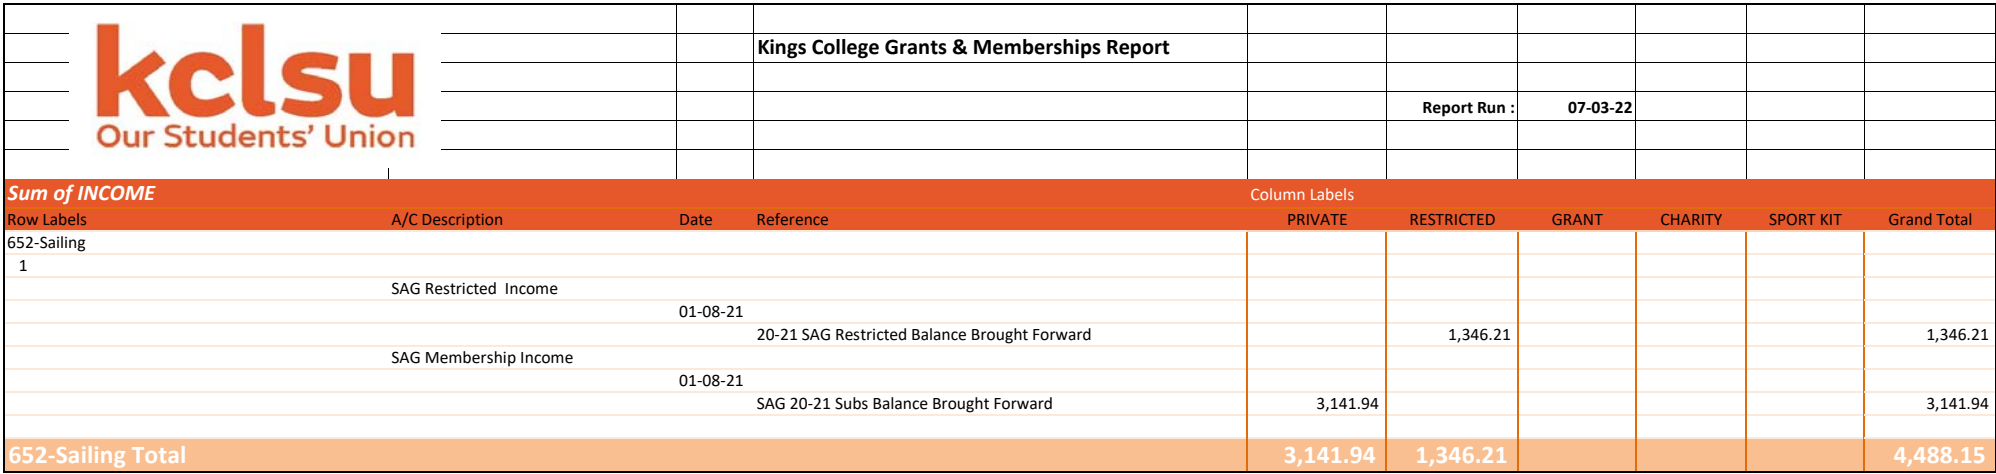 kclsu
Our Students' Union
Kings College Grants & Memberships Report
Report Run : 07-03-22
Sum of INCOME Column Labels
Row Labels A/C Description Date Reference PRIVATE RESTRICTED GRANT CHARITY SPORT KIT Grand Total
652-Sailing
1
SAG Restricted  Income
01-08-21
20-21 SAG Restricted Balance Brought Forward 1,346.21 1,346.21
SAG Membership Income
01-08-21
SAG 20-21 Subs Balance Brought Forward 3,141.94 3,141.94
652-Sailing Total 3,141.94 1,346.21 4,488.15